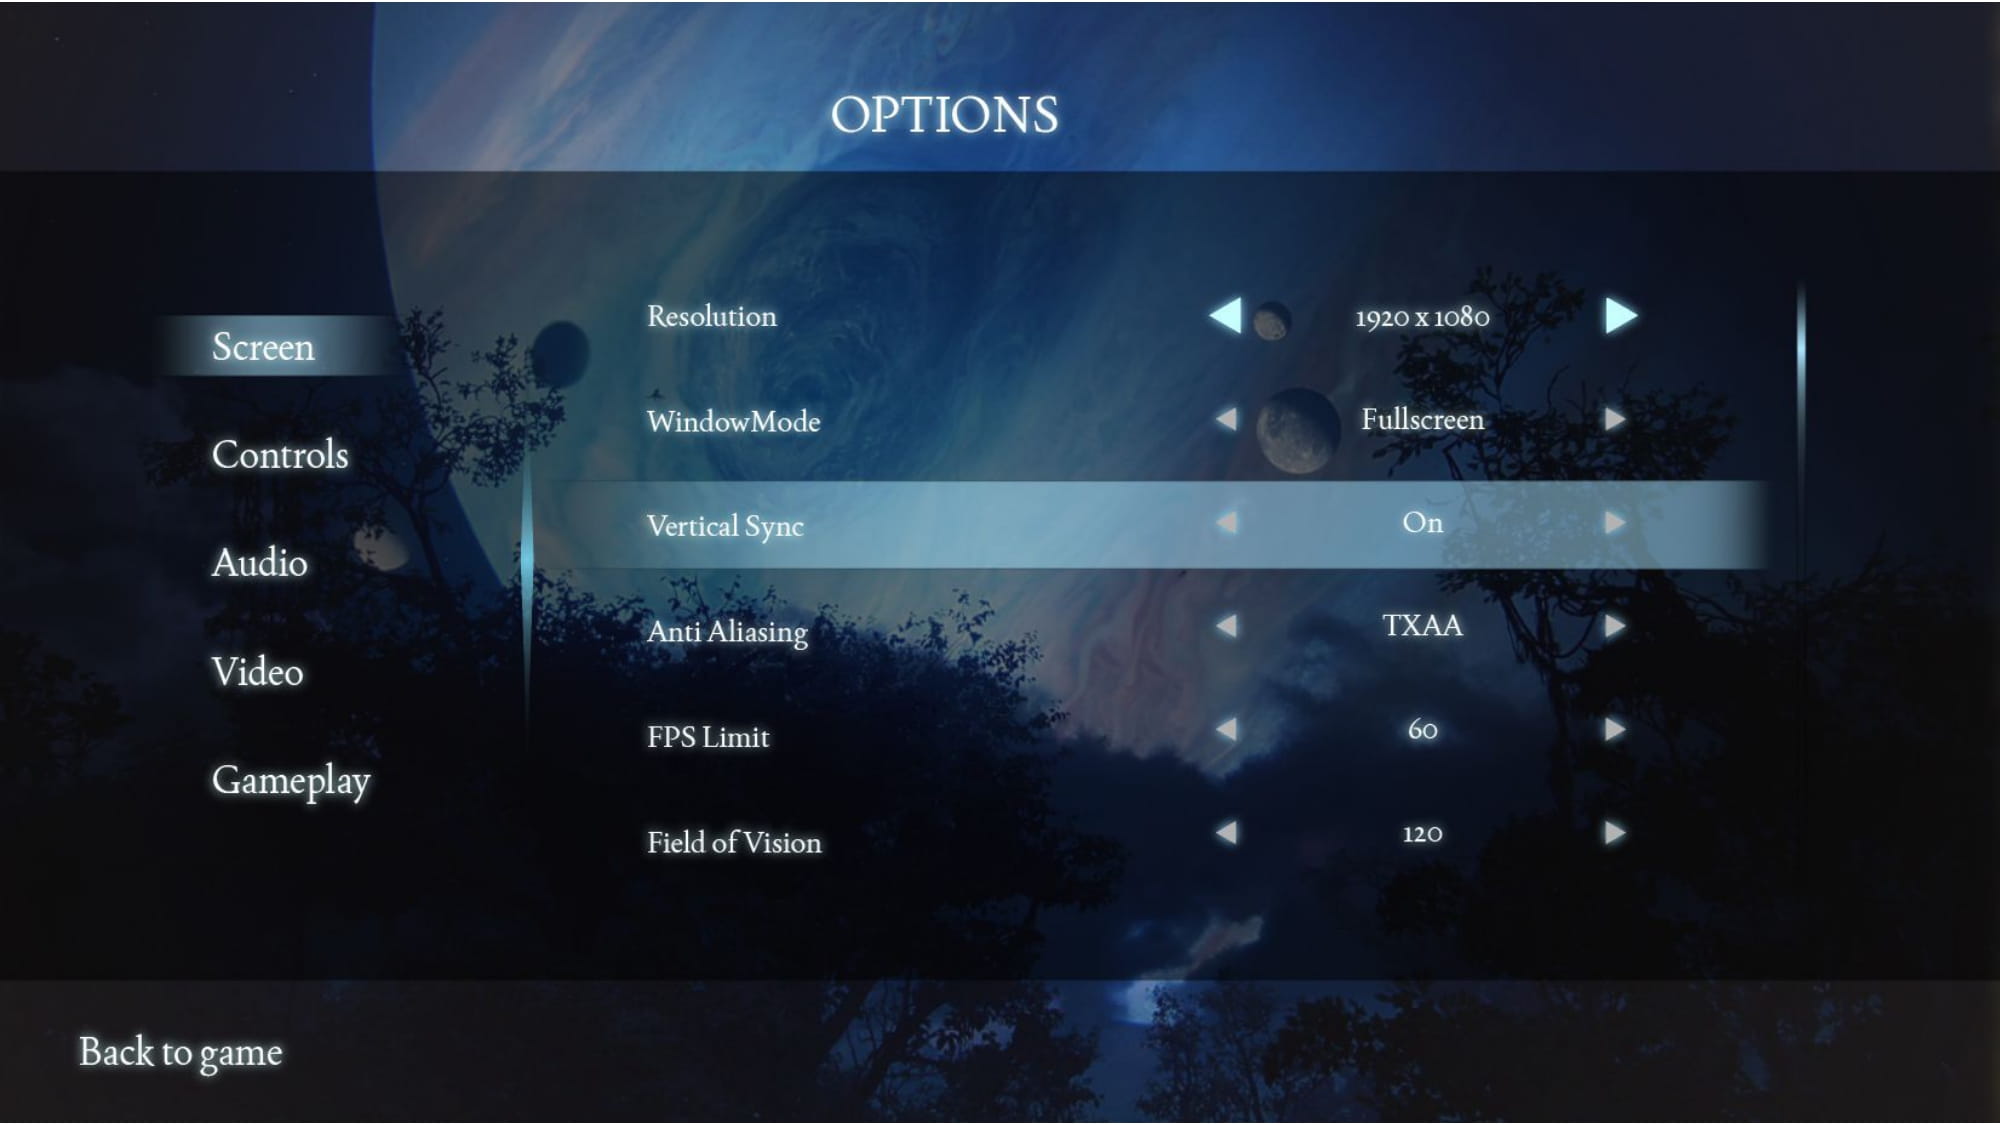 OPTIONS
Screen
Controls
Audio
Video
Gameplay
Resolution 1920 x 1080
WindowMode Fullscreen
Vertical Sync On
Anti Aliasing TXAA
FPS Limit 60
Field of Vision 120
Back to game